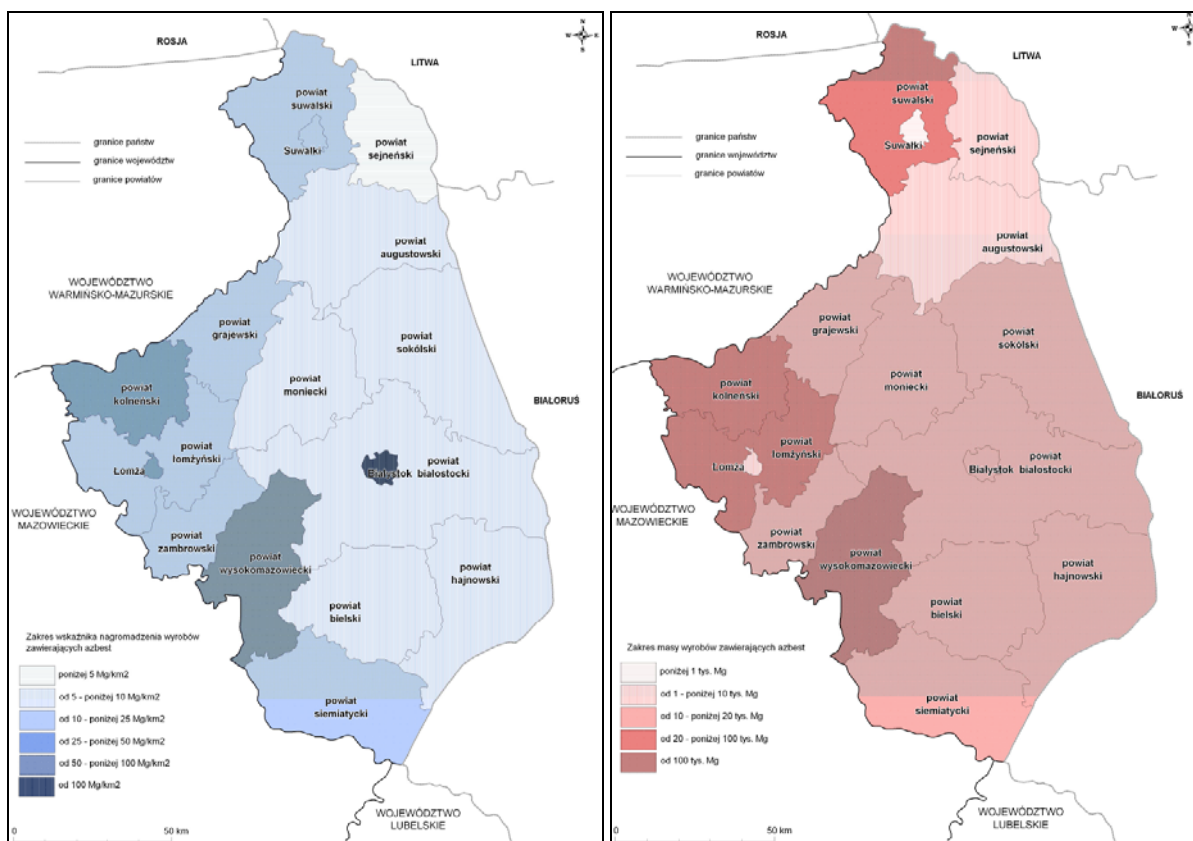 N
W
E
S
ROSJA
LITWA
powiat
suwalski
Suwałki
powiat
sejneński
granice państw
granice województw
granice powiatów
powiat
augustowski
WOJEWÓDZTWO
WARMIŃSKO-MAZURSKIE
powiat
grajewski
powiat
sokólski
powiat
moniecki
powiat
kolneński
BIAŁORUŚ
powiat
łomżyński
Łomża
Białystok
powiat
białostocki
WOJEWÓDZTWO
MAZOWIECKIE
powiat
zambrowski
powiat
wysokomazowiecki
powiat
hajnowski
powiat
bielski
Zakres wskaźnika nagromadzenia wyrobów
zawierających azbest
poniżej 5 Mg/km2
od 5 - poniżej 10 Mg/km2
od 10 - poniżej 25 Mg/km2
od 25 - poniżej 50 Mg/km2
od 50 - poniżej 100 Mg/km2
od 100 Mg/km2
powiat
siemiatycki
WOJEWÓDZTWO
LUBELSKIE
0 50 km
N
W
E
S
ROSJA
LITWA
powiat
suwalski
Suwałki
powiat
sejneński
granice państw
granice województw
granice powiatów
powiat
augustowski
WOJEWÓDZTWO
WARMIŃSKO-MAZURSKIE
powiat
grajewski
powiat
sokólski
powiat
moniecki
powiat
kolneński
BIAŁORUŚ
powiat
łomżyński
Łomża
Białystok
powiat
białostocki
WOJEWÓDZTWO
MAZOWIECKIE
powiat
zambrowski
powiat
wysokomazowiecki
powiat
hajnowski
powiat
bielski
Zakres masy wyrobów zawierających azbest
poniżej 1 tys. Mg
od 1 - poniżej 10 tys. Mg
od 10 - poniżej 20 tys. Mg
od 20 - poniżej 100 tys. Mg
od 100 tys. Mg
powiat
siemiatycki
WOJEWÓDZTWO
LUBELSKIE
0 50 km